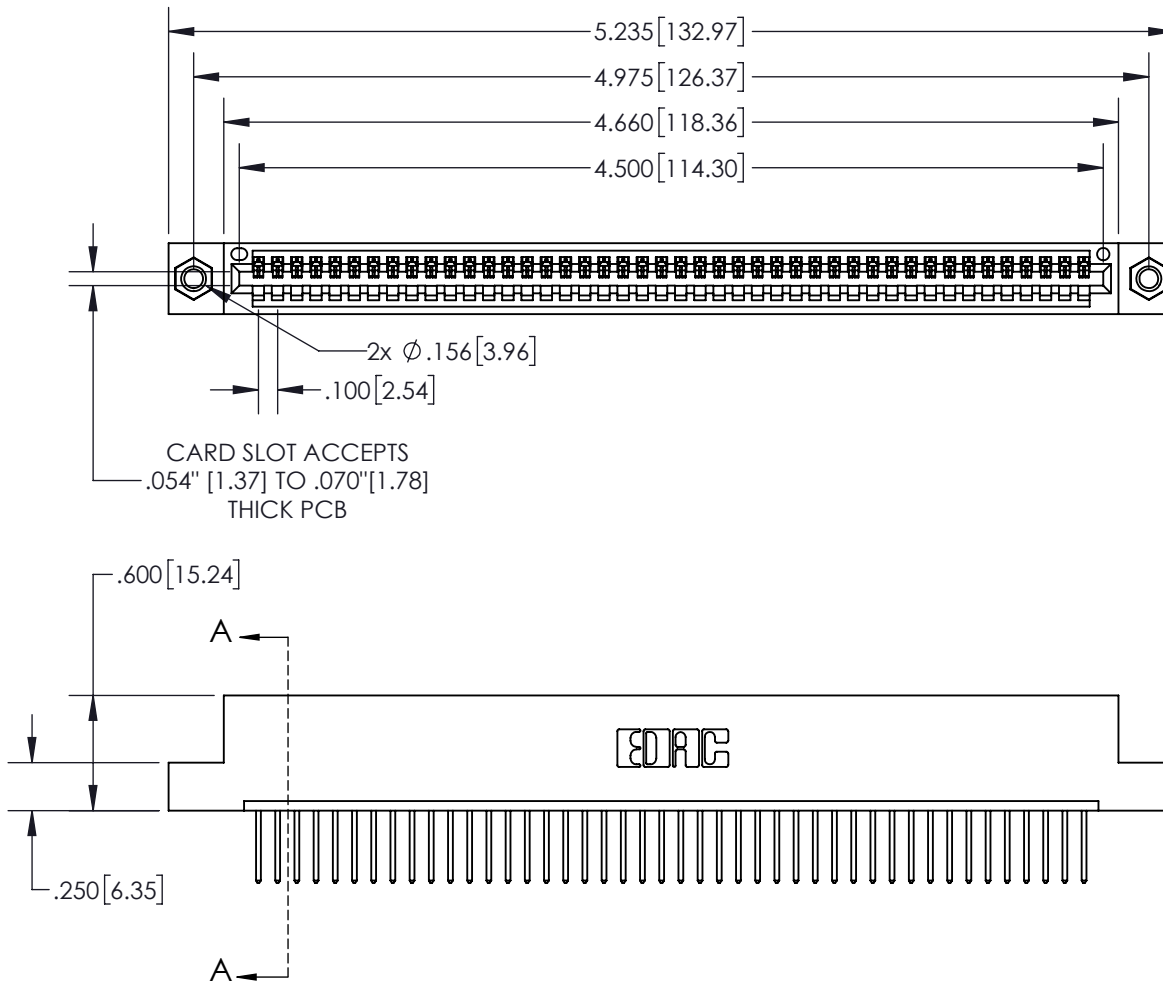 5.235[132.97]
4.975[126.37]
4.660[118.36]
4.500[114.30]
2x Ø.156[3.96]
.100[2.54]
CARD SLOT ACCEPTS
.054" [1.37] TO .070"[1.78]
THICK PCB
.600[15.24]
A
EDAC
.250[6.35]
A